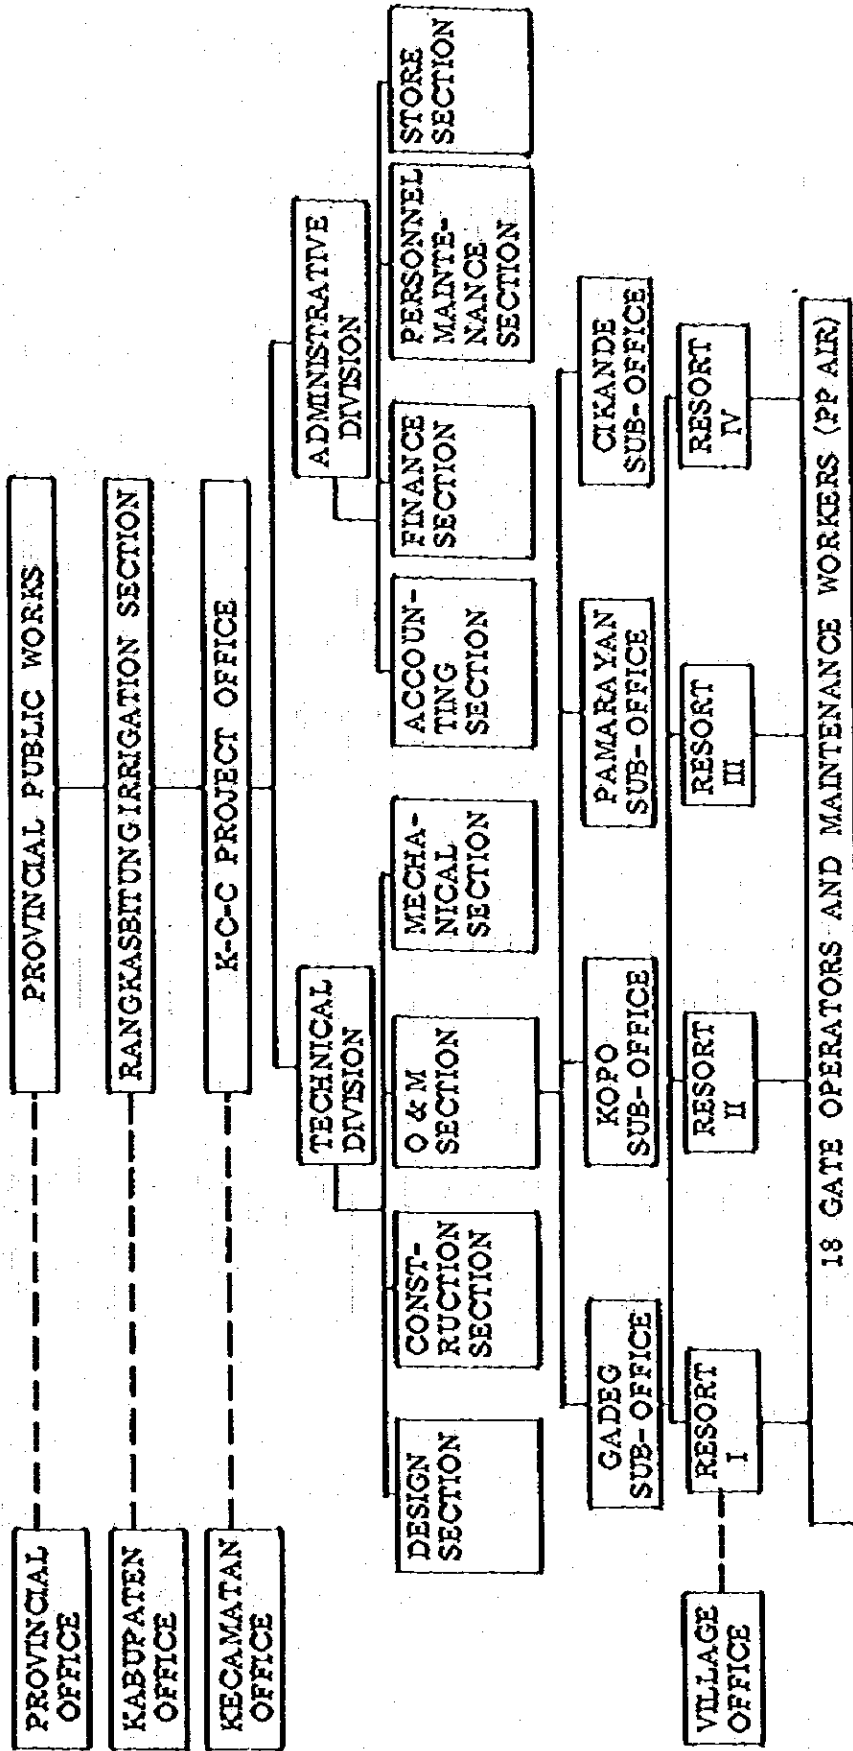 PROVINCIAL
OFFICE
PROVINCIAL PUBLIC WORKS
KABUPATEN
OFFICE
RANGKASBITUNG IRRIGATION SECTION
KECAMATAN
OFFICE
K-C-C PROJECT OFFICE
TECHNICAL
DIVISION
ADMINISTRATIVE
DIVISION
DESIGN
SECTION
CONST-
RUCTION
SECTION
O & M
SECTION
MECHA-
NICAL
SECTION
ACCOUN-
TING
SECTION
FINANCE
SECTION
PERSONNEL
MAINTE-
NANCE
SECTION
STORE
SECTION
GADEG
SUB-OFFICE
KOPO
SUB-OFFICE
PAMARAYAN
SUB-OFFICE
CIKANDE
SUB-OFFICE
VILLAGE
OFFICE
RESORT
I
RESORT
II
RESORT
III
RESORT
IV
18 GATE OPERATORS AND MAINTENANCE WORKERS (PP AIR)